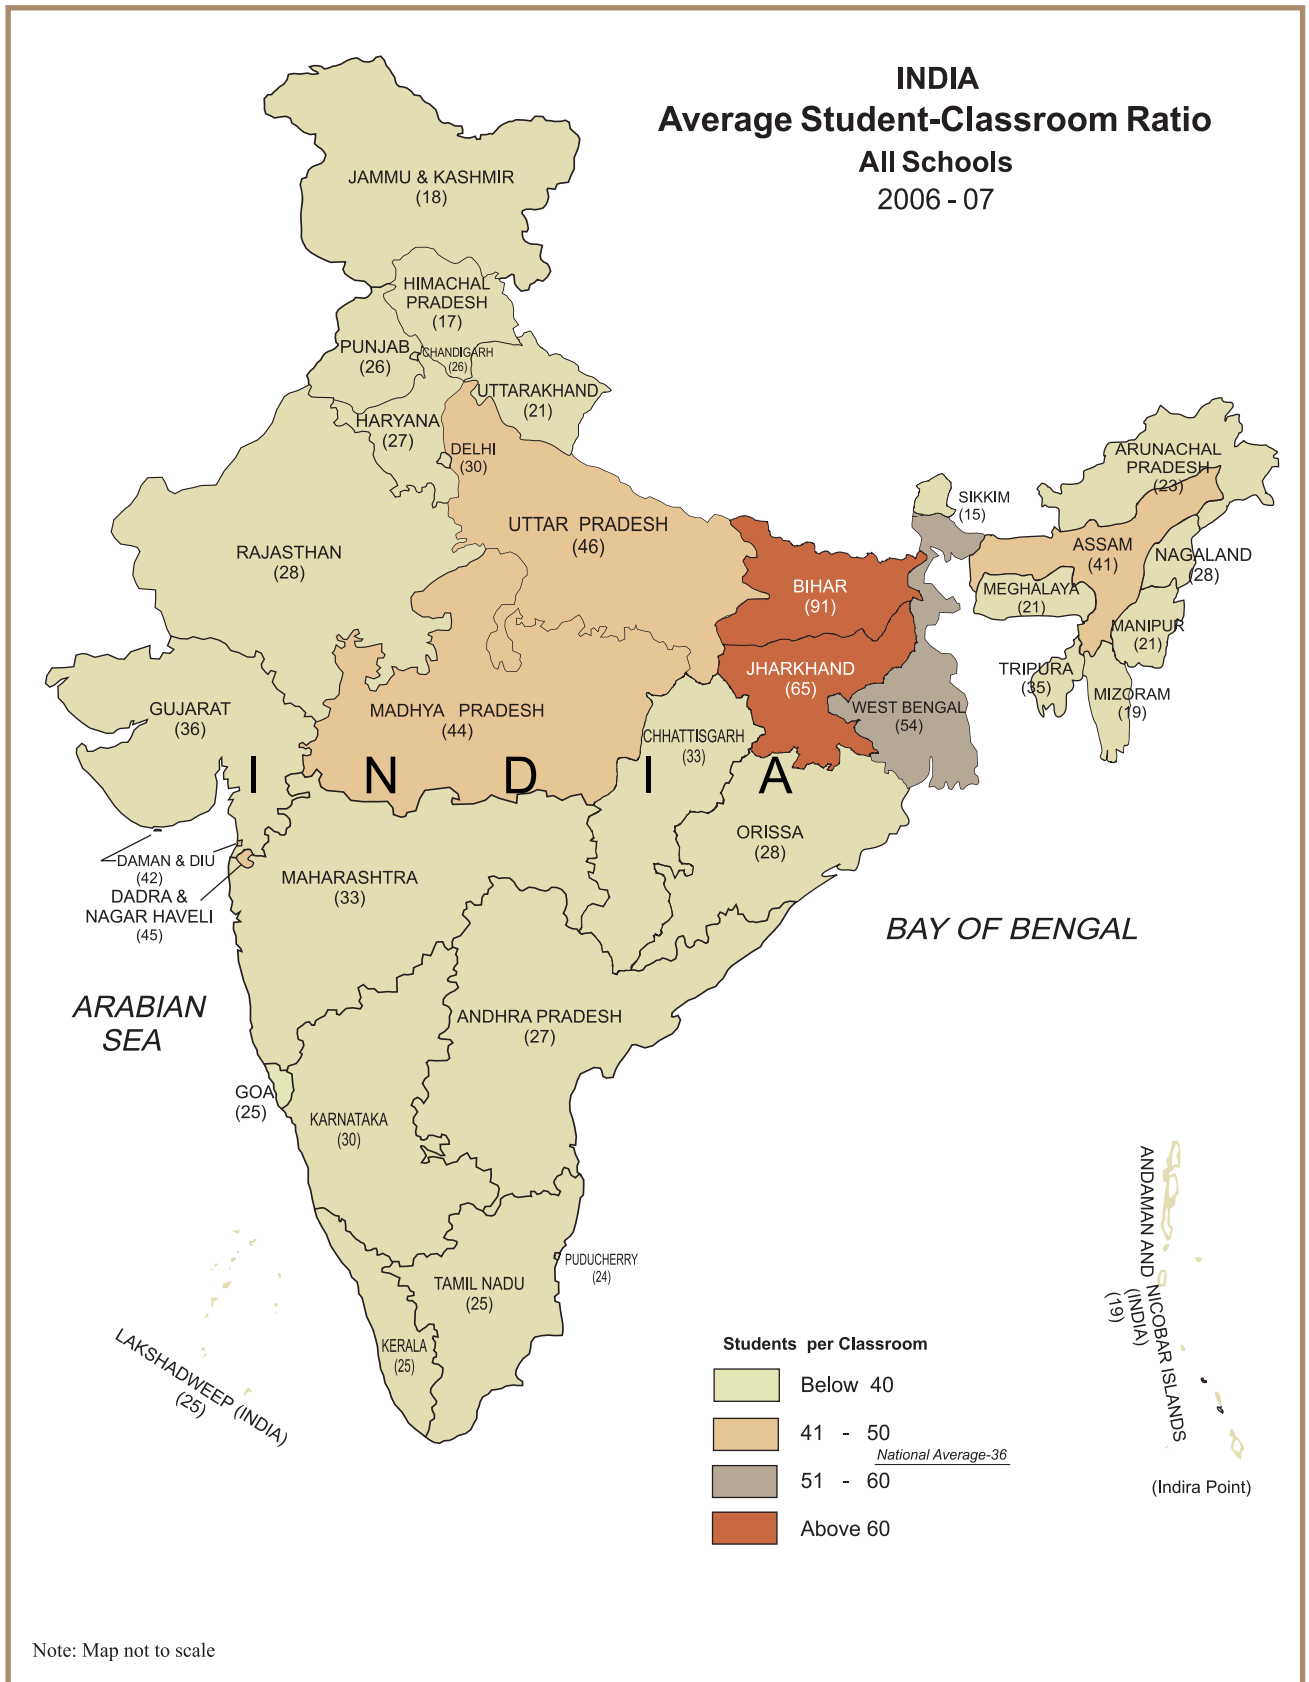 INDIA
Average Student-Classroom Ratio
All Schools
2006 - 07
JAMMU & KASHMIR
(18)
HIMACHAL
PRADESH
(17)
PUNJAB
(26)
CHANDIGARH
(26)
UTTARAKHAND
(21)
HARYANA
(27)
DELHI
(30)
ARUNACHAL
PRADESH
(23)
SIKKIM
(15)
UTTAR PRADESH
(46)
RAJASTHAN
(28)
ASSAM
(41)
NAGALAND
(28)
BIHAR
(91)
MEGHALAYA
(21)
MANIPUR
(21)
JHARKHAND
(65)
TRIPURA
(35)
MIZORAM
(19)
GUJARAT
(36)
MADHYA PRADESH
(44)
WEST BENGAL
(54)
CHHATTISGARH
(33)
I N D I A
ORISSA
(28)
DAMAN & DIU
(42)
DADRA &
NAGAR HAVELI
(45)
MAHARASHTRA
(33)
BAY OF BENGAL
ARABIAN
SEA
ANDHRA PRADESH
(27)
GOA
(25)
KARNATAKA
(30)
PUDUCHERRY
(24)
TAMIL NADU
(25)
KERALA
(25)
LAKSHADWEEP (INDIA)
(25)
ANDAMAN AND NICOBAR ISLANDS
(INDIA)
(19)
(Indira Point)
Students per Classroom
Below 40
41 - 50
National Average-36
51 - 60
Above 60
Note: Map not to scale